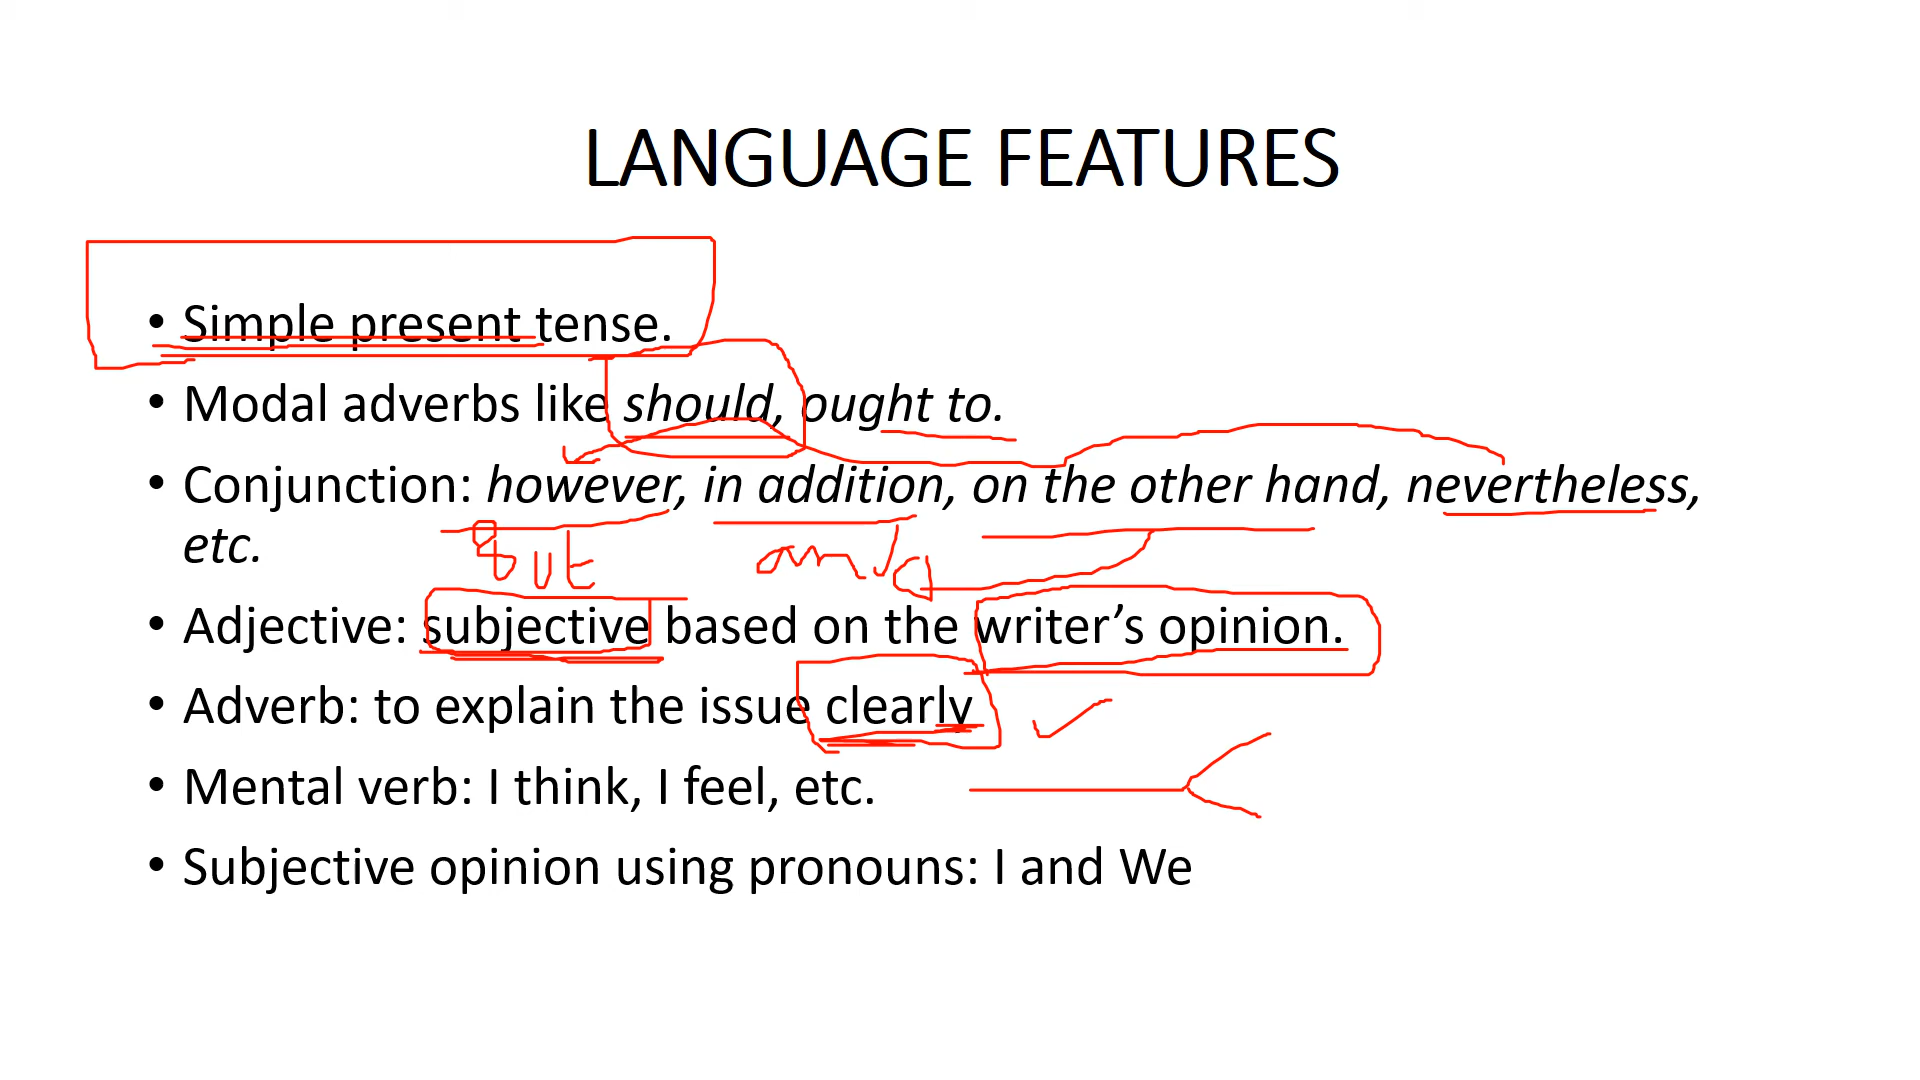 LANGUAGE FEATURES
• Simple present tense.
• Modal adverbs like should, ought to.
• Conjunction: however, in addition, on the other hand, nevertheless,
etc.
But and
• Adjective: subjective based on the writer’s opinion.
• Adverb: to explain the issue clearly
• Mental verb: I think, I feel, etc.
• Subjective opinion using pronouns: I and We